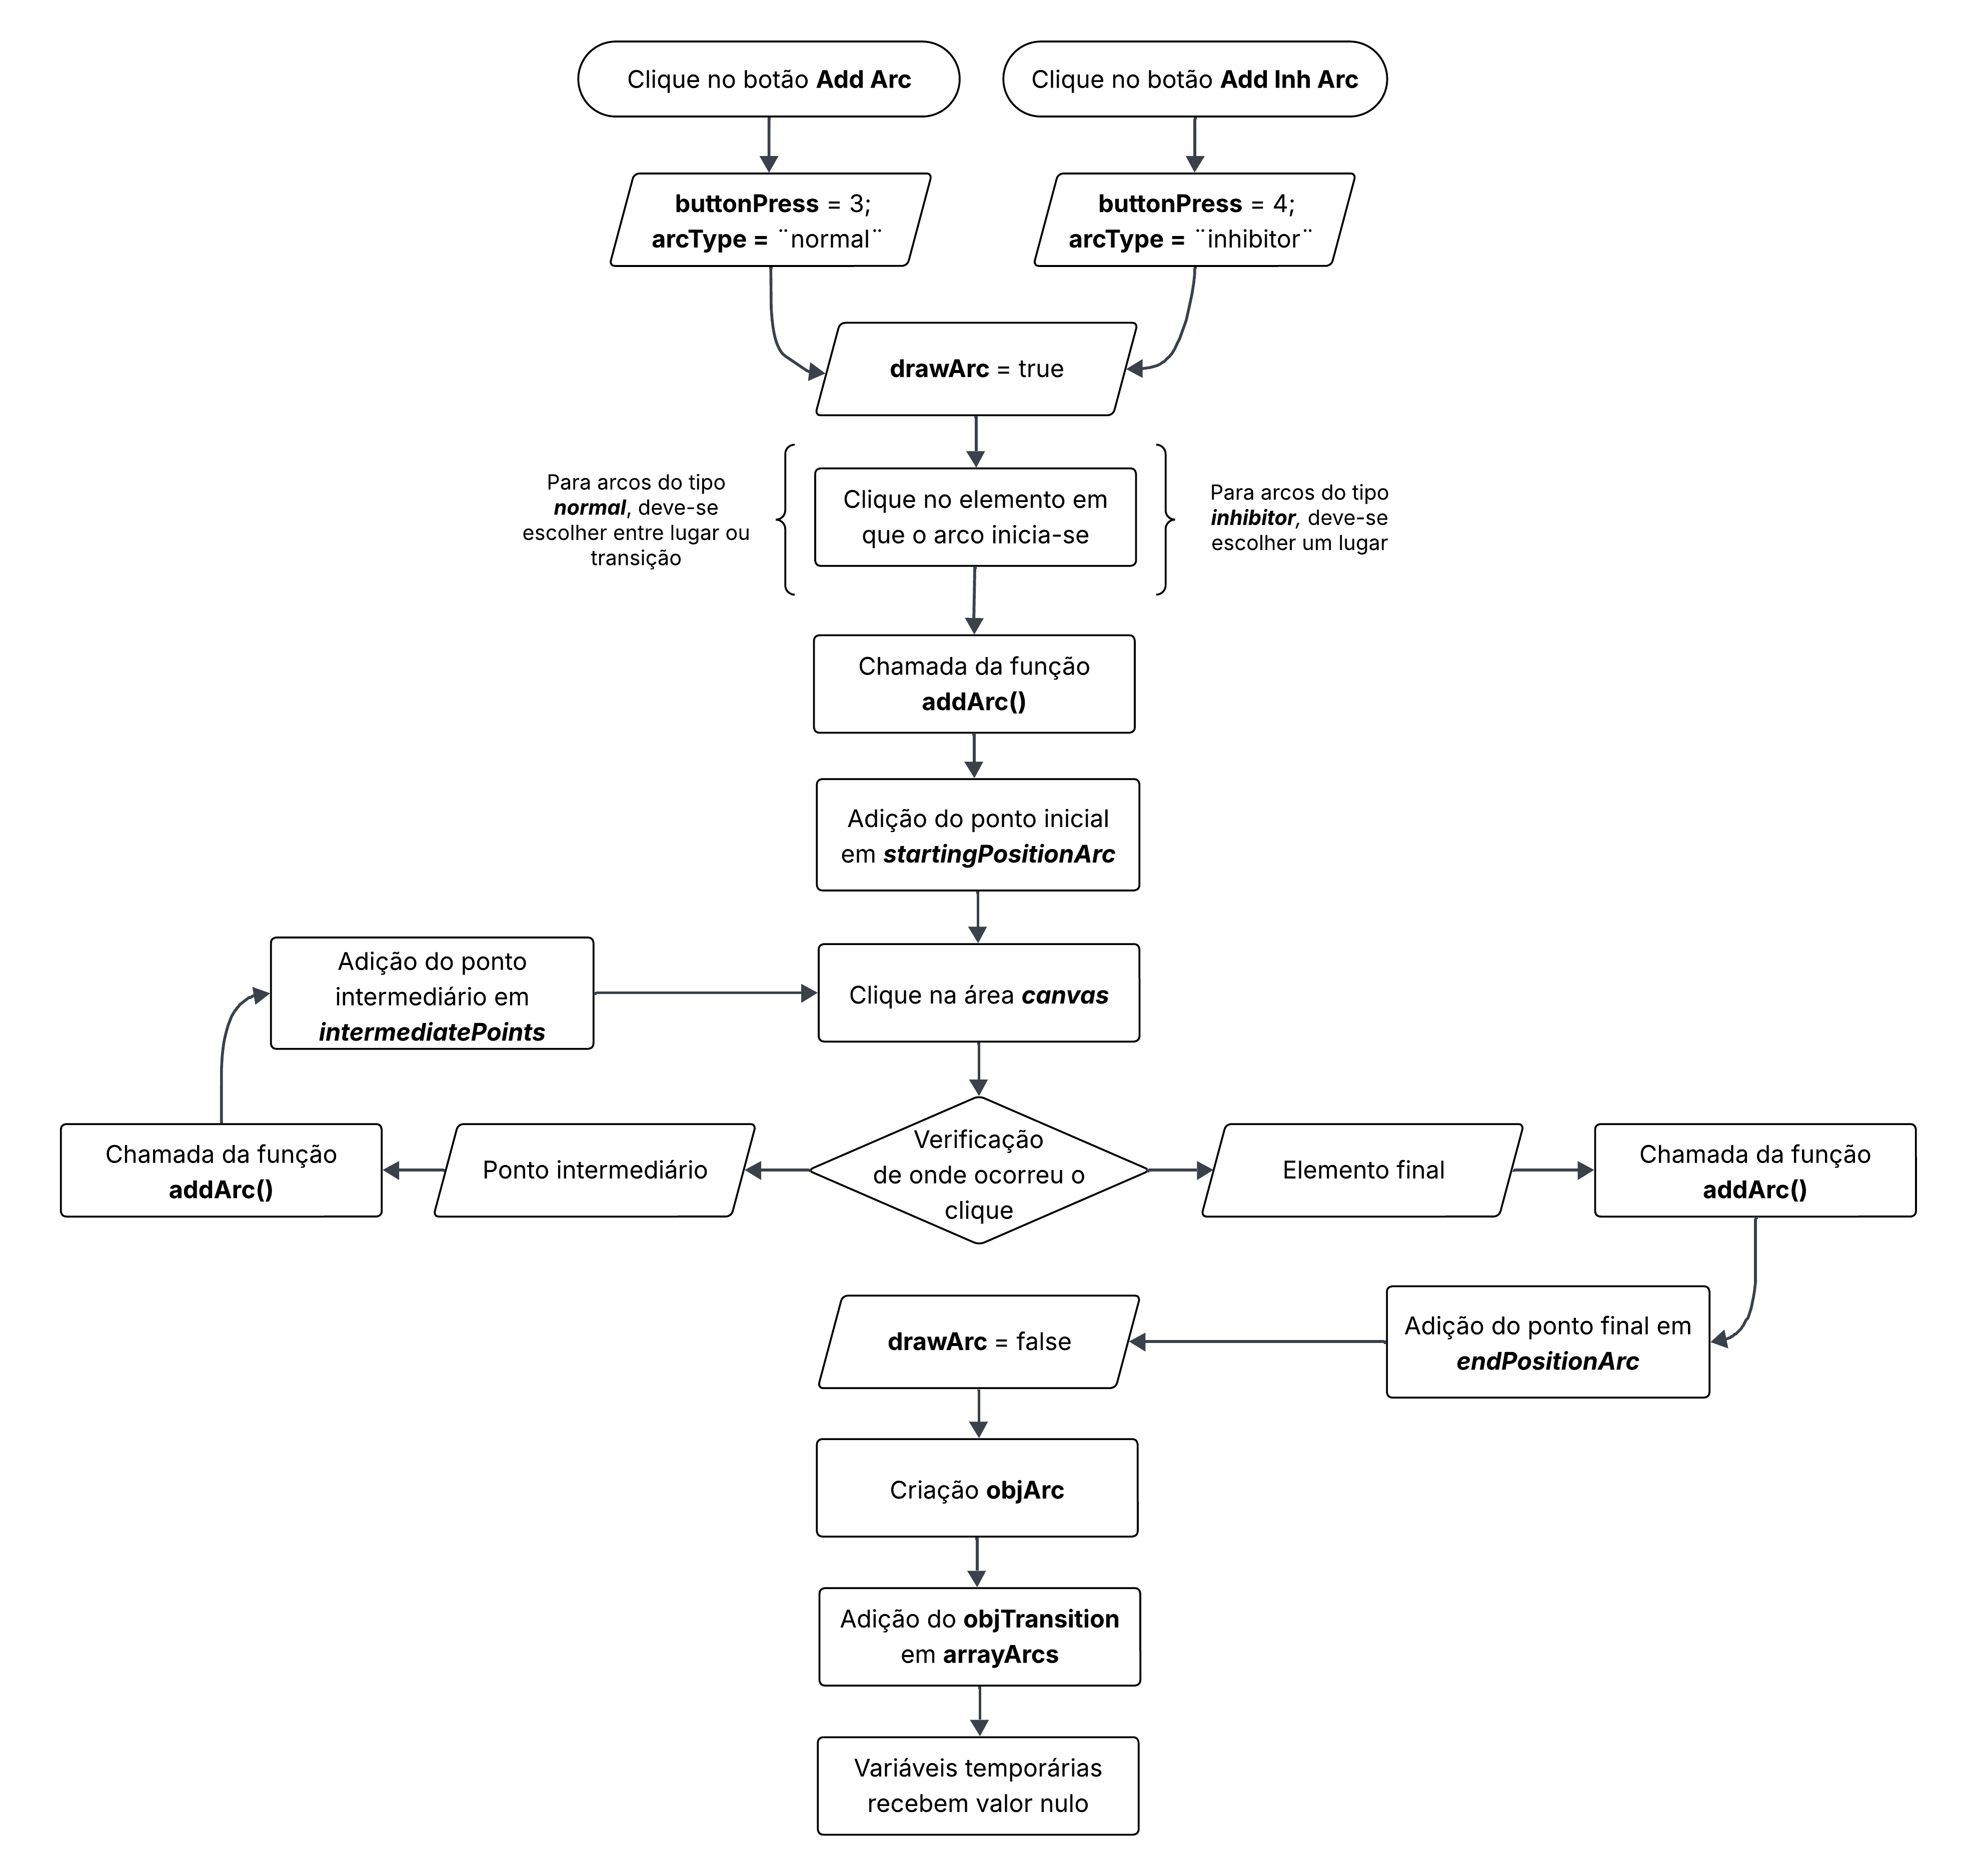 Clique no botão Add Arc
Clique no botão Add Inh Arc
buttonPress = 3;
arcType = ¨normal¨
buttonPress = 4;
arcType = ¨inhibitor¨
drawArc = true
Para arcos do tipo
normal, deve-se
escolher entre lugar ou
transição
Clique no elemento em
que o arco inicia-se
Para arcos do tipo
inhibitor, deve-se
escolher um lugar
Chamada da função
addArc()
Adição do ponto inicial
em startingPositionArc
Adição do ponto
intermediário em
intermediatePoints
Clique na área canvas
Chamada da função
addArc()
Ponto intermediário
Verificação
de onde ocorreu o
clique
Elemento final
Chamada da função
addArc()
drawArc = false
Adição do ponto final em
endPositionArc
Criação objArc
Adição do objTransition
em arrayArcs
Variáveis temporárias
recebem valor nulo